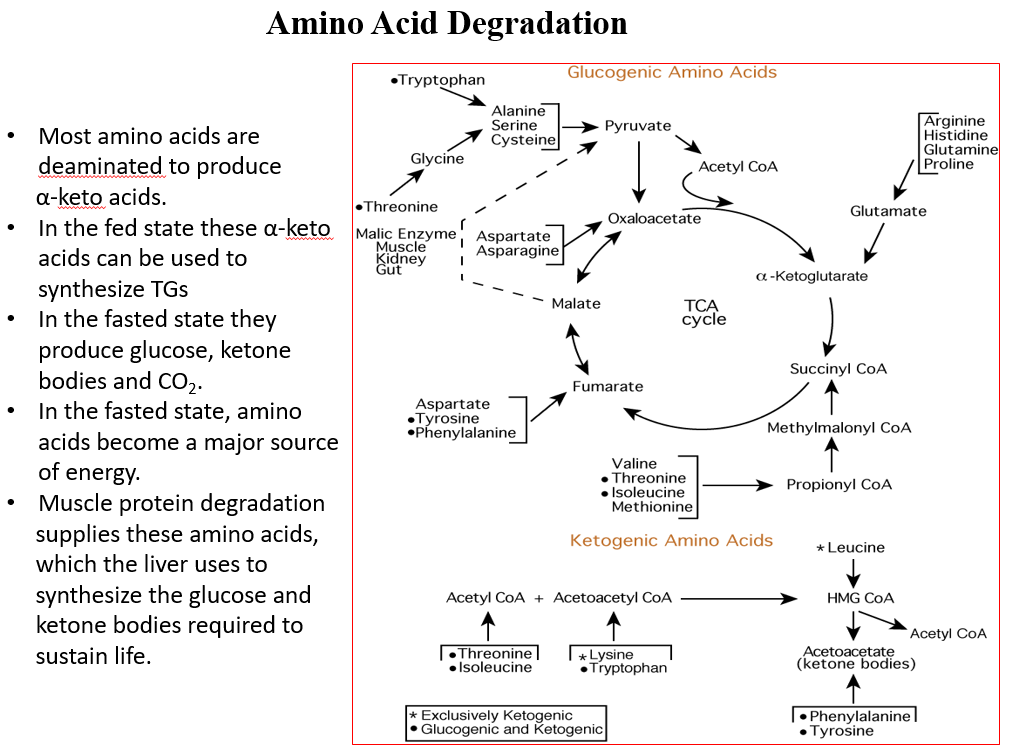 Amino Acid Degradation
• Most amino acids are
deaminated to produce
α-keto acids.
• In the fed state these α-keto
acids can be used to
synthesize TGs
• In the fasted state they
produce glucose, ketone
bodies and CO₂.
• In the fasted state, amino
acids become a major source
of energy.
• Muscle protein degradation
supplies these amino acids,
which the liver uses to
synthesize the glucose and
ketone bodies required to
sustain life.
Glucogenic Amino Acids
•Tryptophan
Alanine
Serine
Cysteine
Glycine
•Threonine
Pyruvate
Acetyl CoA
Arginine
Histidine
Glutamine
Proline
Glutamate
Oxaloacetate
Malic Enzyme
Muscle
Kidney
Gut
Aspartate
Asparagine
α-Ketoglutarate
Malate
TCA
cycle
Succinyl CoA
Fumarate
Aspartate
•Tyrosine
•Phenylalanine
Methylmalonyl CoA
Valine
• Threonine
• Isoleucine
Methionine
Propionyl CoA
Ketogenic Amino Acids
* Leucine
Acetyl CoA + Acetoacetyl CoA
HMG CoA
Acetyl CoA
Acetoacetate
(ketone bodies)
• Threonine
• Isoleucine
* Lysine
• Tryptophan
• Phenylalanine
• Tyrosine
* Exclusively Ketogenic
• Glucogenic and Ketogenic